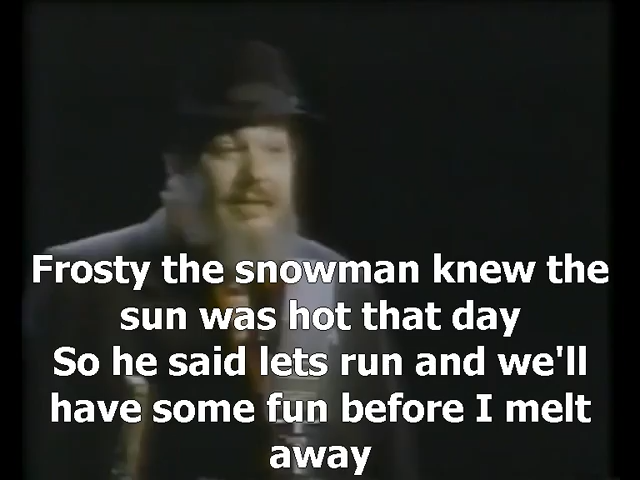 Frosty the snowman knew the
sun was hot that day
So he said lets run and we'll
have some fun before I melt
away